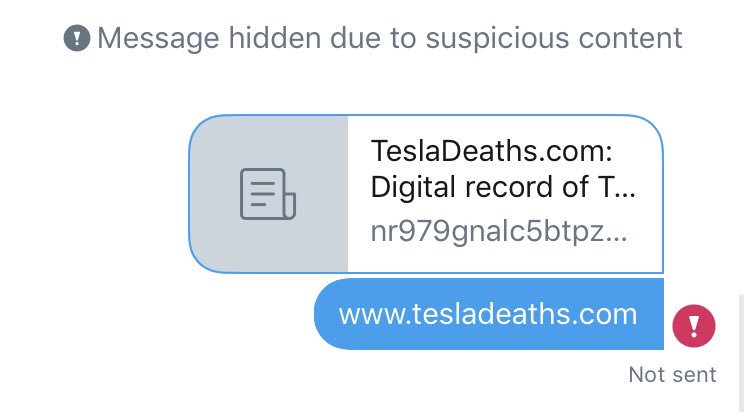 Message hidden due to suspicious content
TeslaDeaths.com:
Digital record of T...
nr979gnalc5btpz...
www.tesladeaths.com
Not sent